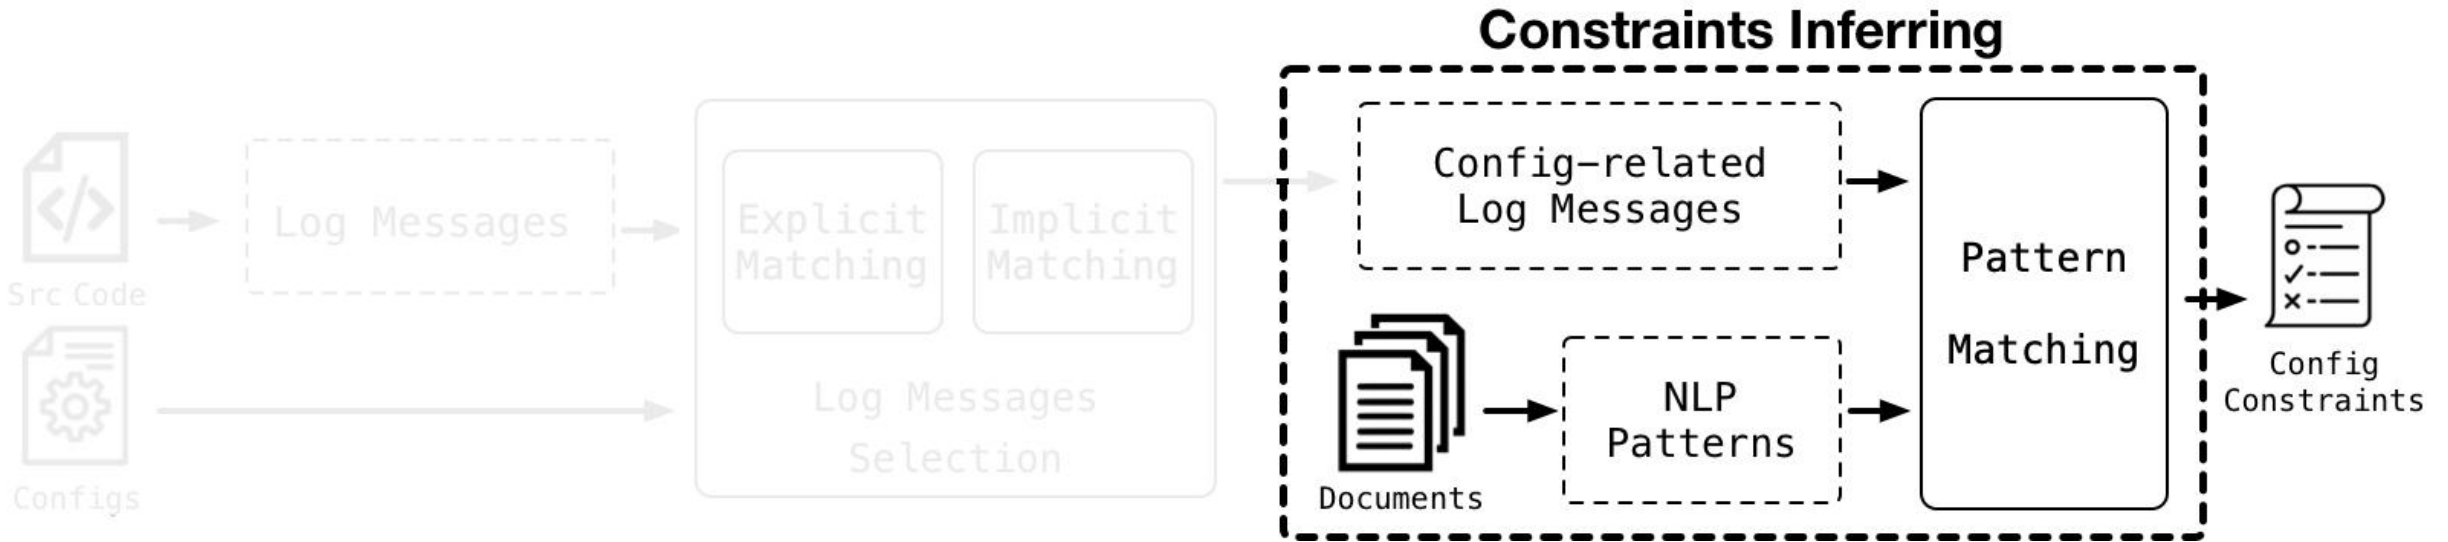 Constraints Inferring
Src Code
Configs
Log Messages
Explicit
Matching
Implicit
Matching
Log Messages
Selection
Config-related
Log Messages
Documents
NLP
Patterns
Pattern
Matching
Config
Constraints